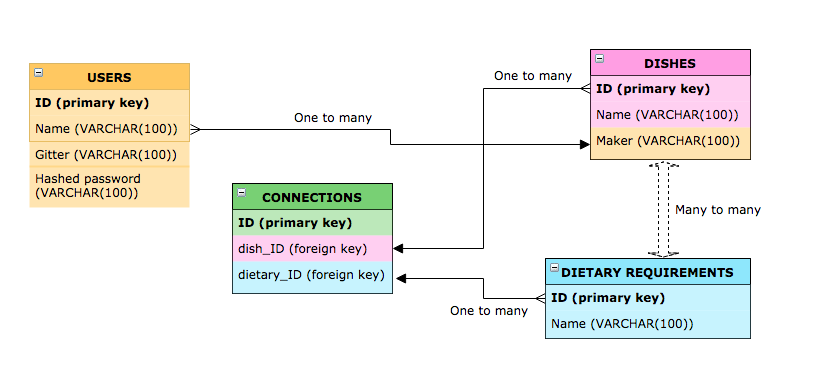 USERS
ID (primary key)
Name (VARCHAR(100))
Gitter (VARCHAR(100))
Hashed password
(VARCHAR(100))
One to many
One to many
DISHES
ID (primary key)
Name (VARCHAR(100))
Maker (VARCHAR(100))
CONNECTIONS
ID (primary key)
dish_ID (foreign key)
dietary_ID (foreign key)
Many to many
One to many
DIETARY REQUIREMENTS
ID (primary key)
Name (VARCHAR(100))